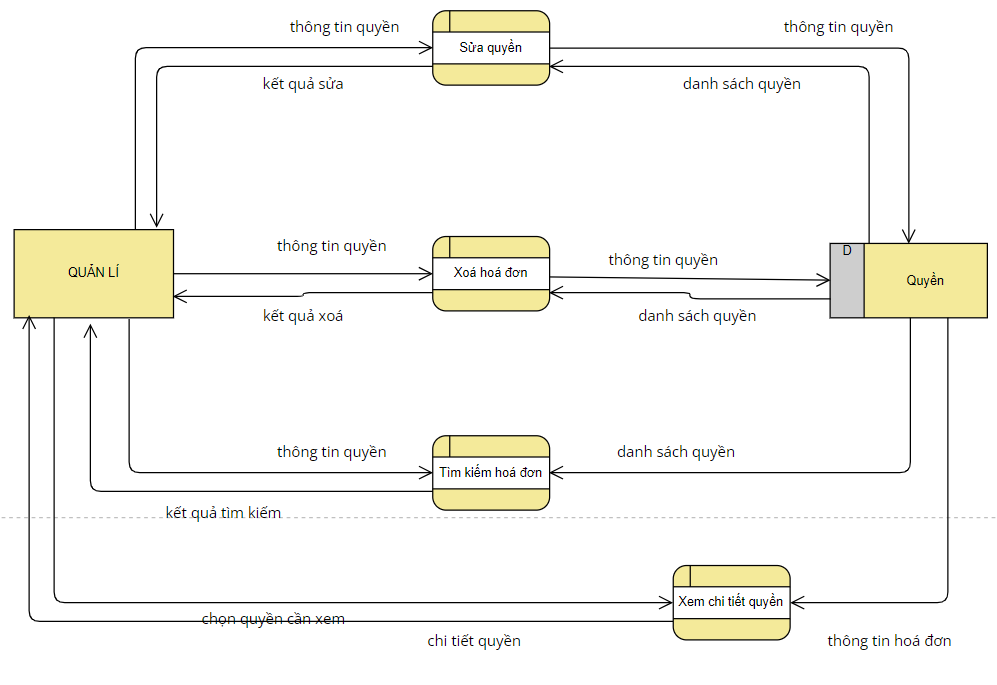 thông tin quyền
thông tin quyền
Sửa quyền
kết quả sửa
danh sách quyền
thông tin quyền
thông tin quyền
QUẢN LÍ
Xoá hoá đơn
D
Quyền
kết quả xoá
danh sách quyền
thông tin quyền
danh sách quyền
Tìm kiếm hoá đơn
kết quả tìm kiếm
Xem chi tiết quyền
chọn quyền cần xem
chi tiết quyền
thông tin hoá đơn